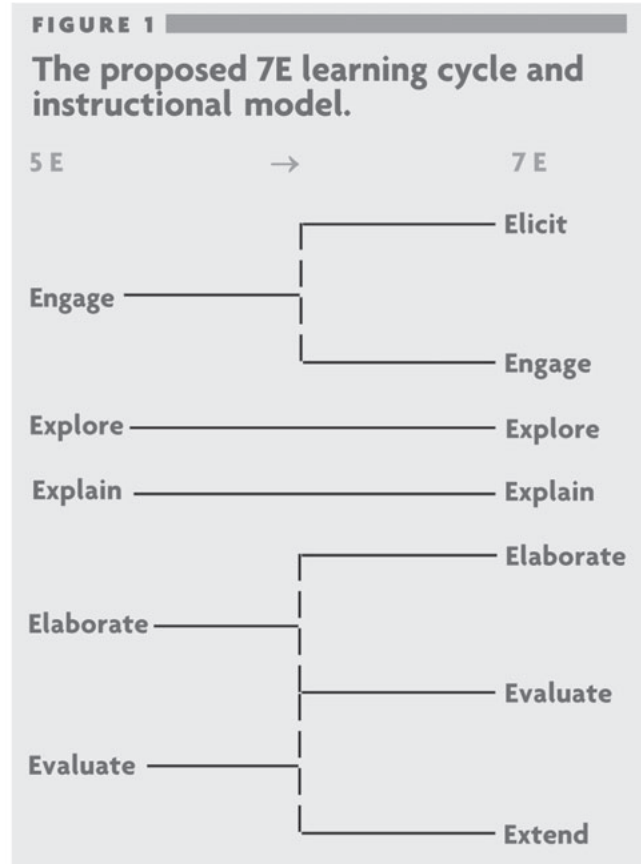 FIGURE 1
The proposed 7E learning cycle and
instructional model.
5 E → 7 E
Elicit
Engage
Engage
Explore Explore
Explain Explain
Elaborate
Elaborate
Evaluate
Evaluate
Extend